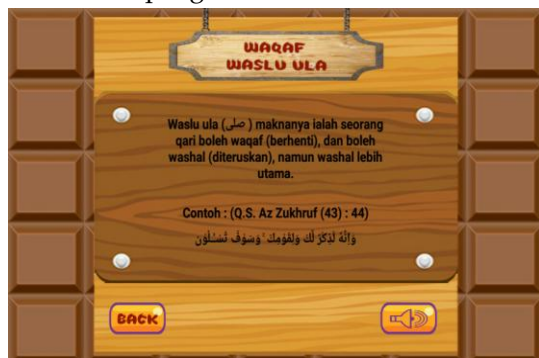 WAQAF
WASLU ULA
Waslu ula (صلى ) maknanya ialah seorang
qari boleh waqaf (berhenti), dan boleh
washal (diteruskan), namun washal lebih
utama.
Contoh : (Q.S. Az Zukhruf (43) : 44)
وَاِنَّهٗ لَذِكْرٌ لَّكَ وَلِقَوْمِكَ ۚ وَسَوْفَ تُسْـَٔلُوْنَ
BACK